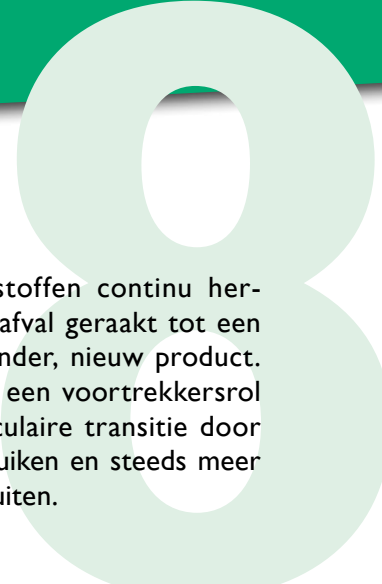 8
stoffen continu her-
afval geraakt tot een
nder, nieuw product.
een voortrekkersrol
culaire transitie door
uiken en steeds meer
uiten.